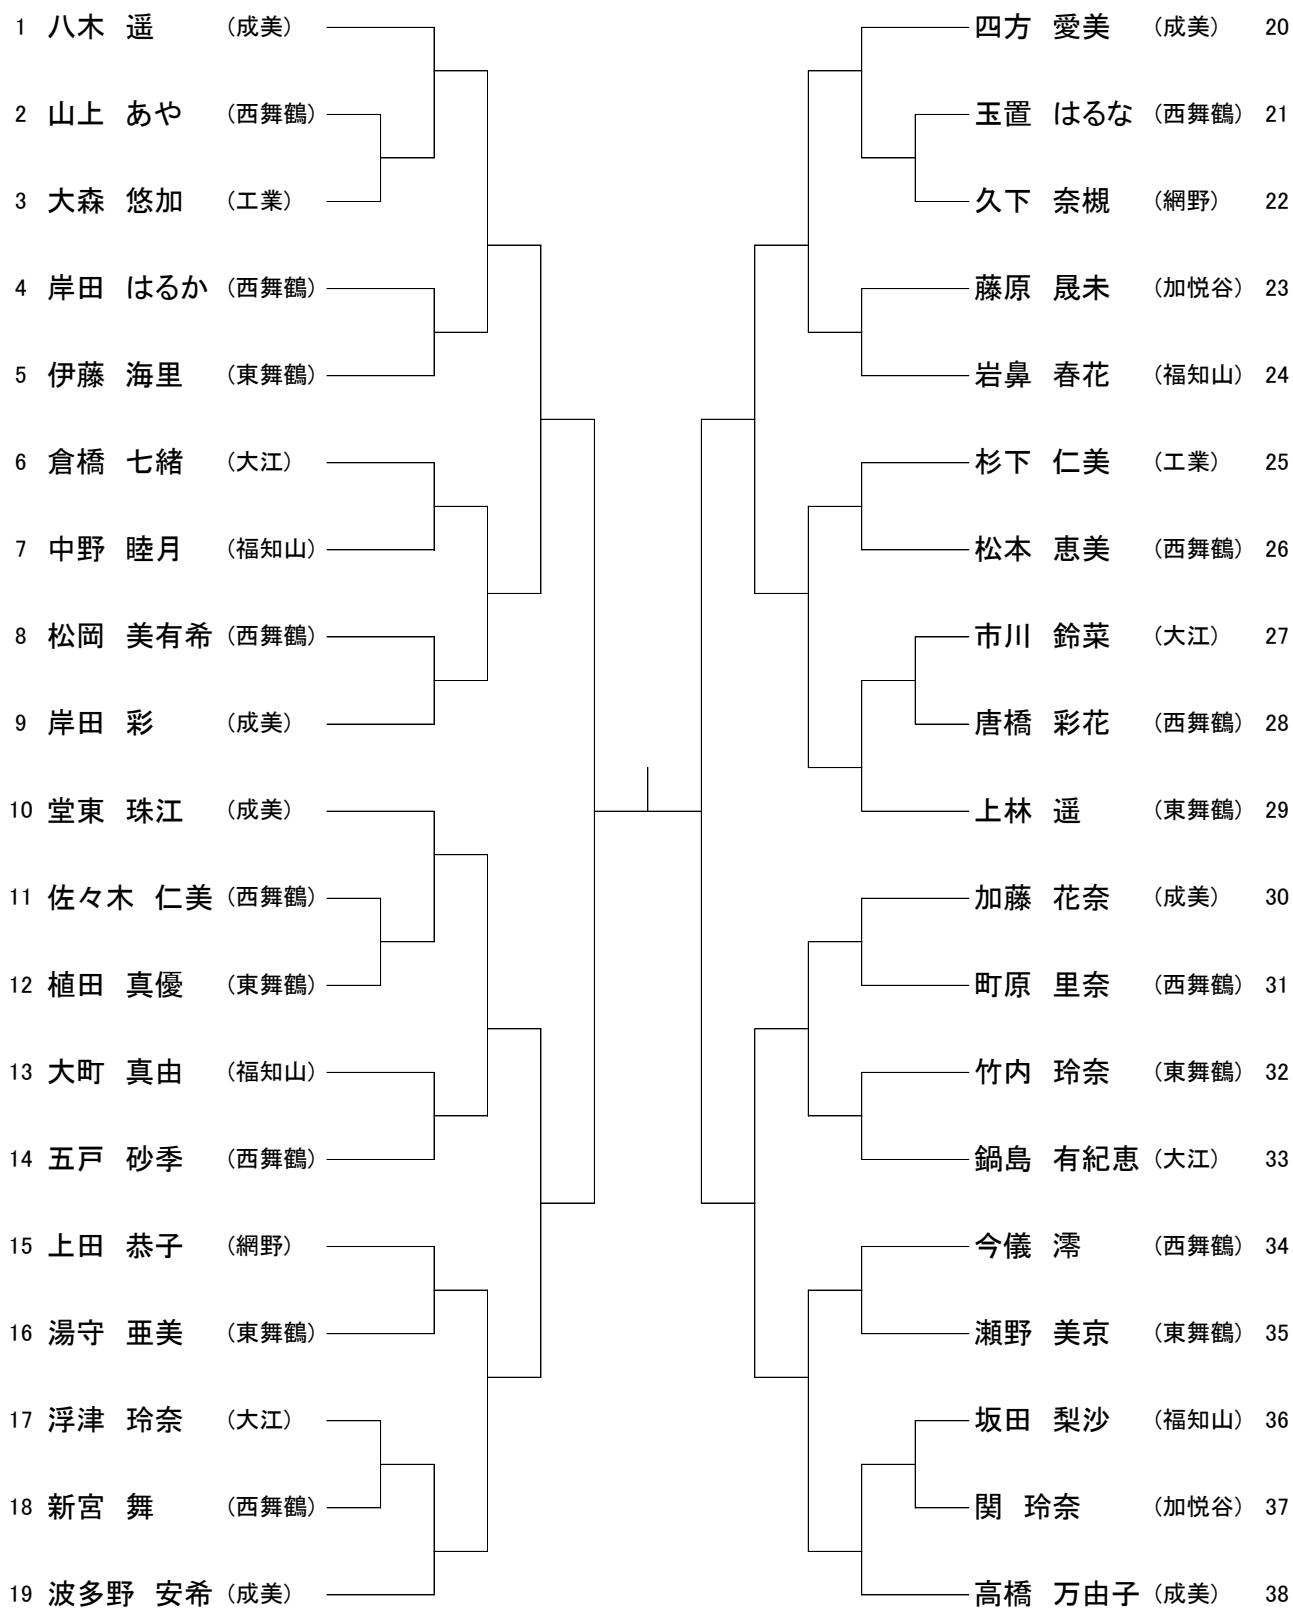 1 八木 遥 （成美）
2 山上 あや （西舞鶴）
3 大森 悠加 （工業）
4 岸田 はるか （西舞鶴）
5 伊藤 海里 （東舞鶴）
6 倉橋 七緒 （大江）
7 中野 睦月 （福知山）
8 松岡 美有希 （西舞鶴）
9 岸田 彩 （成美）
10 堂東 珠江 （成美）
11 佐々木 仁美 （西舞鶴）
12 植田 真優 （東舞鶴）
13 大町 真由 （福知山）
14 五戸 砂季 （西舞鶴）
15 上田 恭子 （網野）
16 湯守 亜美 （東舞鶴）
17 浮津 玲奈 （大江）
18 新宮 舞 （西舞鶴）
19 波多野 安希 （成美）
四方 愛美 （成美） 20
玉置 はるな （西舞鶴） 21
久下 奈槻 （網野） 22
藤原 晟未 （加悦谷） 23
岩鼻 春花 （福知山） 24
杉下 仁美 （工業） 25
松本 恵美 （西舞鶴） 26
市川 鈴菜 （大江） 27
唐橋 彩花 （西舞鶴） 28
上林 遥 （東舞鶴） 29
加藤 花奈 （成美） 30
町原 里奈 （西舞鶴） 31
竹内 玲奈 （東舞鶴） 32
鍋島 有紀恵 （大江） 33
今儀 澪 （西舞鶴） 34
瀬野 美京 （東舞鶴） 35
坂田 梨沙 （福知山） 36
関 玲奈 （加悦谷） 37
高橋 万由子 （成美） 38